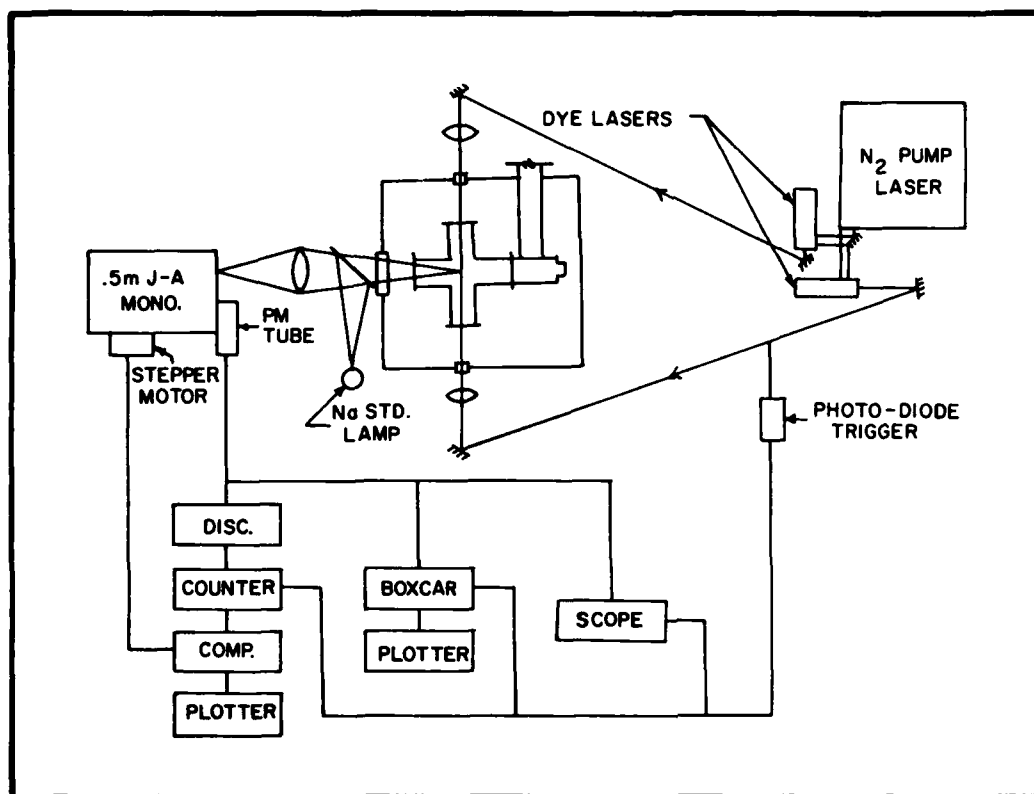 DYE LASERS
N2 PUMP
LASER
.5m J-A
MONO.
PM
TUBE
STEPPER
MOTOR
Na STD.
LAMP
PHOTO-DIODE
TRIGGER
DISC.
COUNTER
BOXCAR
SCOPE
COMP.
PLOTTER
PLOTTER